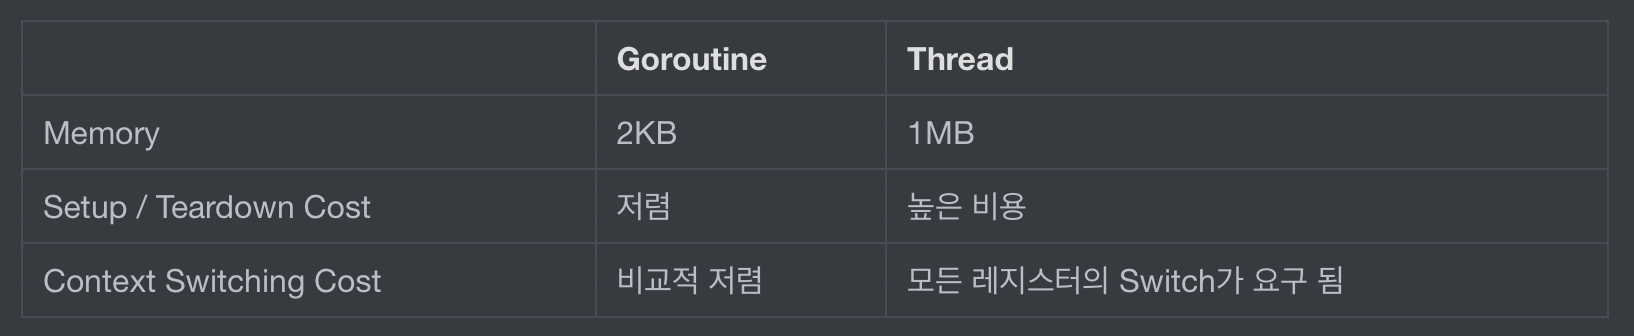 Goroutine Thread
Memory 2KB 1MB
Setup / Teardown Cost 저렴 높은 비용
Context Switching Cost 비교적 저렴 모든 레지스터의 Switch가 요구 됨